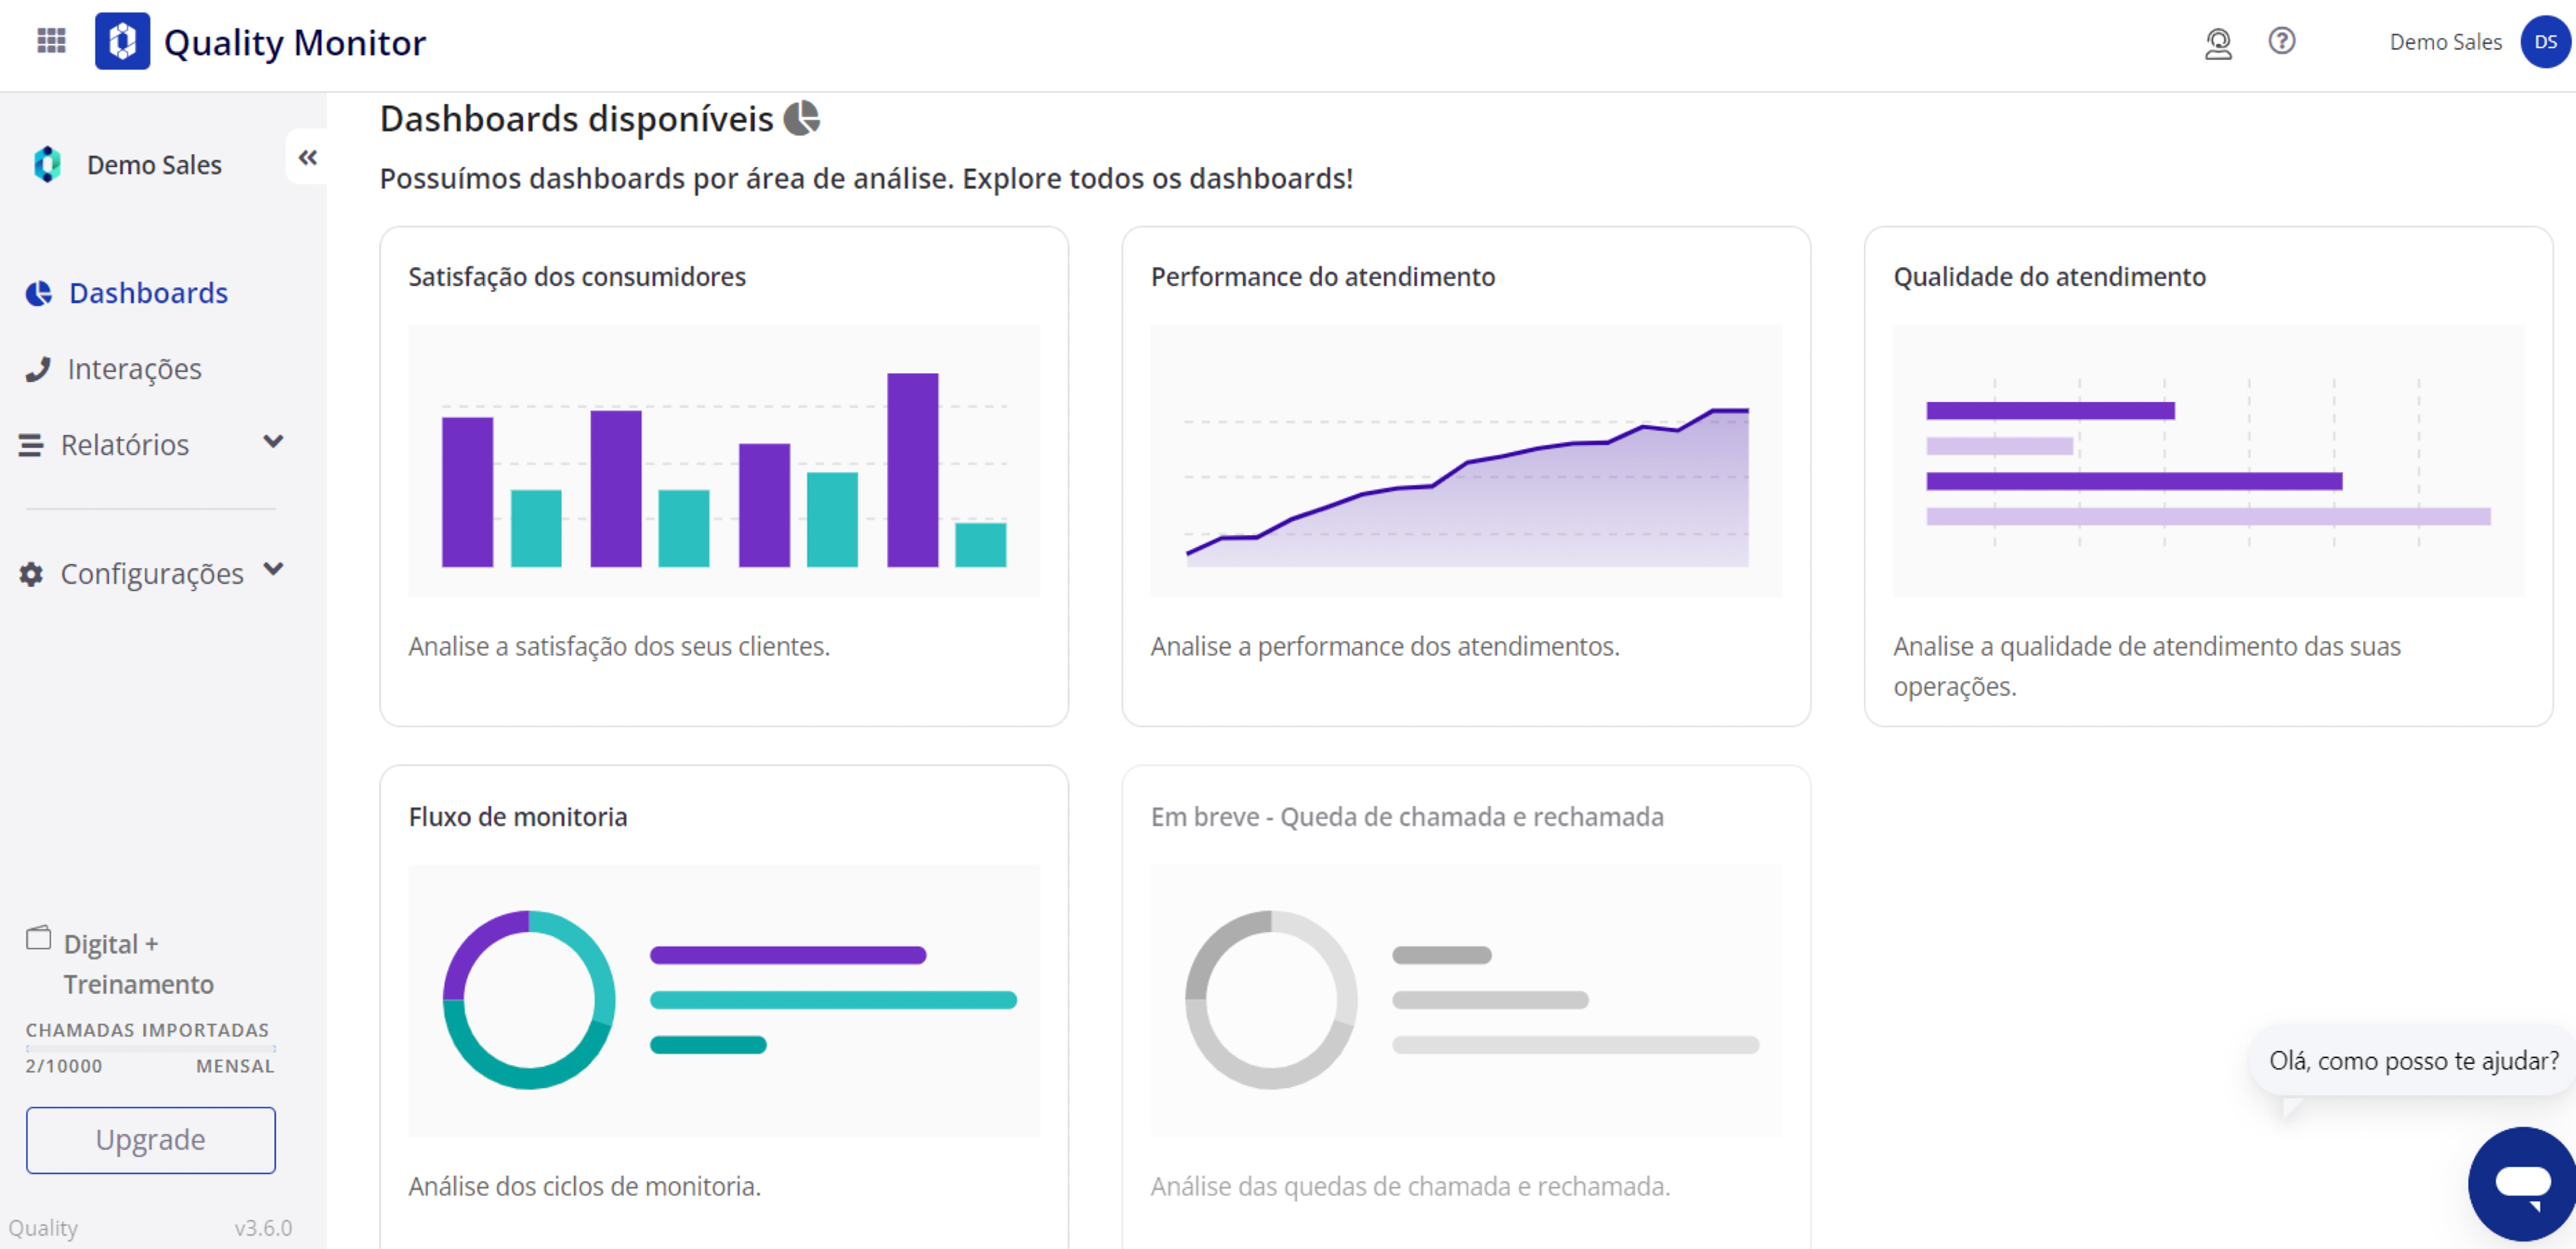 Quality Monitor
Demo Sales
DS
Demo Sales
Dashboards
Interações
Relatórios
Configurações
Digital +
Treinamento
CHAMADAS IMPORTADAS
2/10000 MENSAL
Upgrade
Quality v3.6.0
Dashboards disponíveis
Possuímos dashboards por área de análise. Explore todos os dashboards!
Satisfação dos consumidores
Analise a satisfação dos seus clientes.
Performance do atendimento
Analise a performance dos atendimentos.
Qualidade do atendimento
Analise a qualidade de atendimento das suas
operações.
Fluxo de monitoria
Análise dos ciclos de monitoria.
Em breve - Queda de chamada e rechamada
Análise das quedas de chamada e rechamada.
Olá, como posso te ajudar?